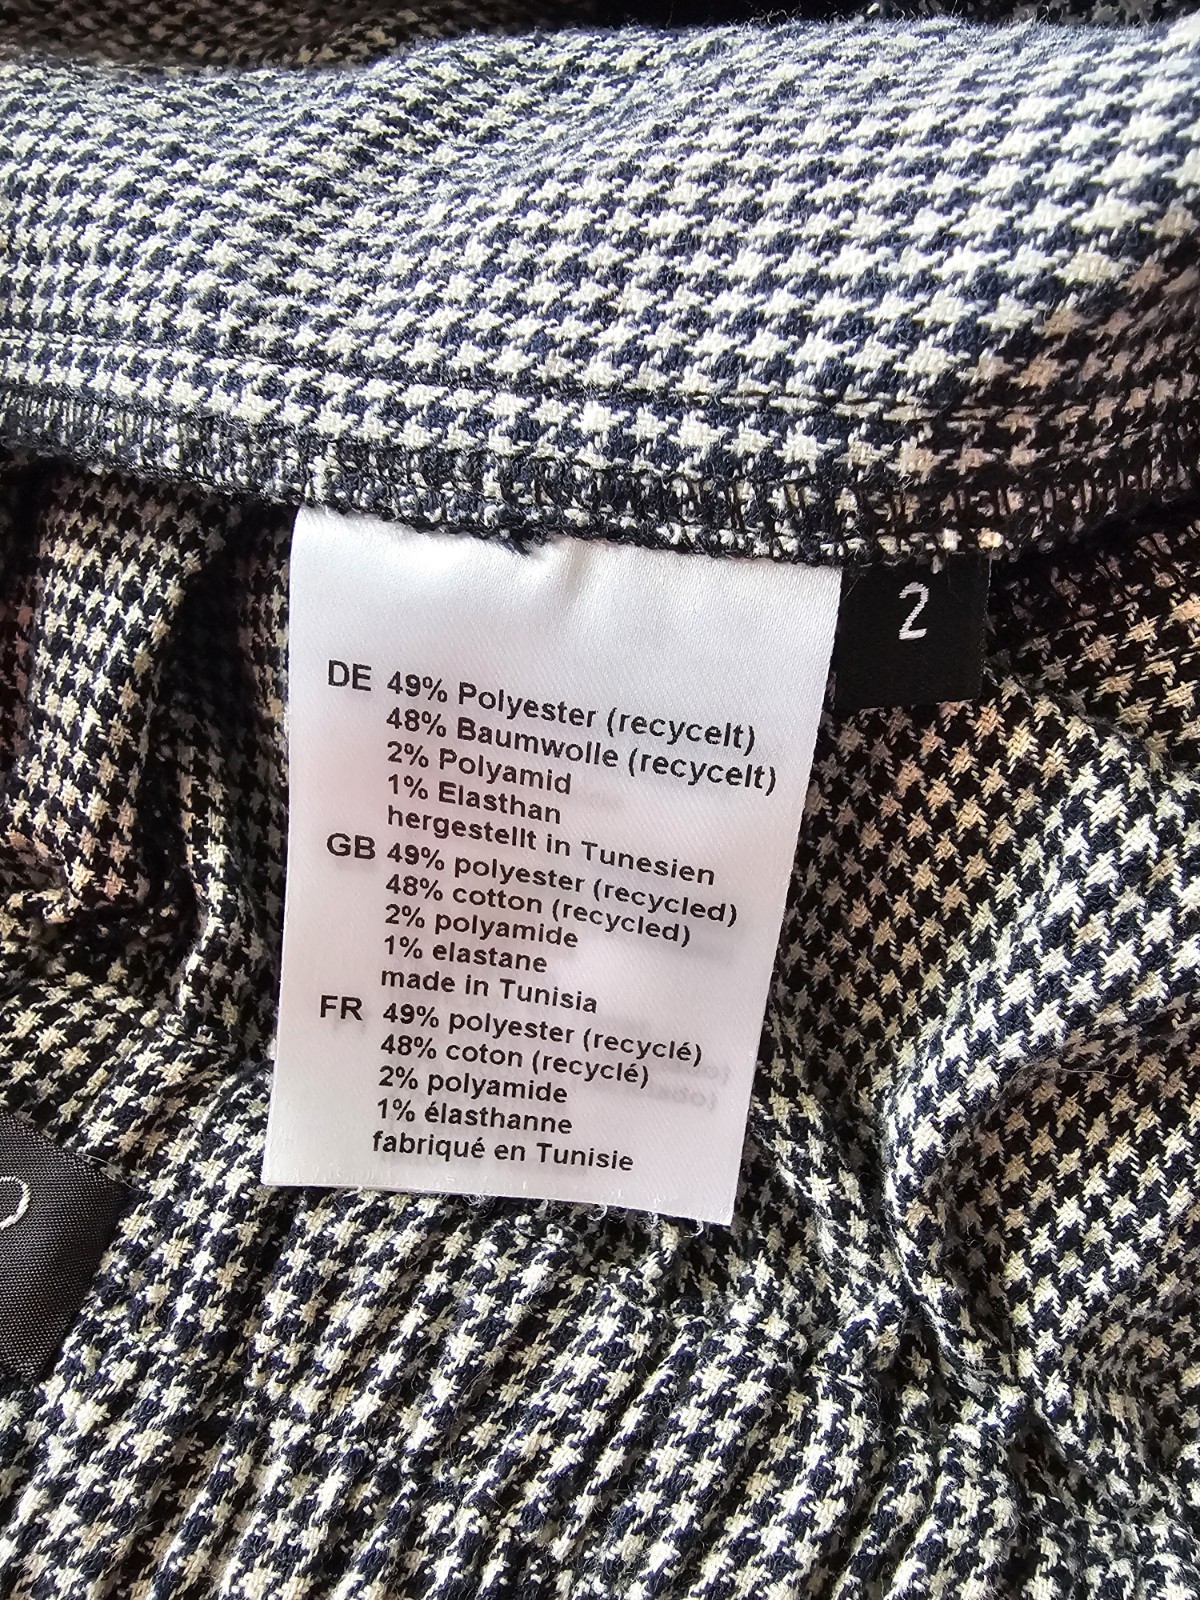 2
DE 49% Polyester (recycelt)
48% Baumwolle (recycelt)
2% Polyamid
1% Elasthan
hergestellt in Tunesien
GB 49% polyester (recycled)
48% cotton (recycled)
2% polyamide
1% elastane
made in Tunisia
FR 49% polyester (recyclé)
48% coton (recyclé)
2% polyamide
1% élasthanne
fabriqué en Tunisie